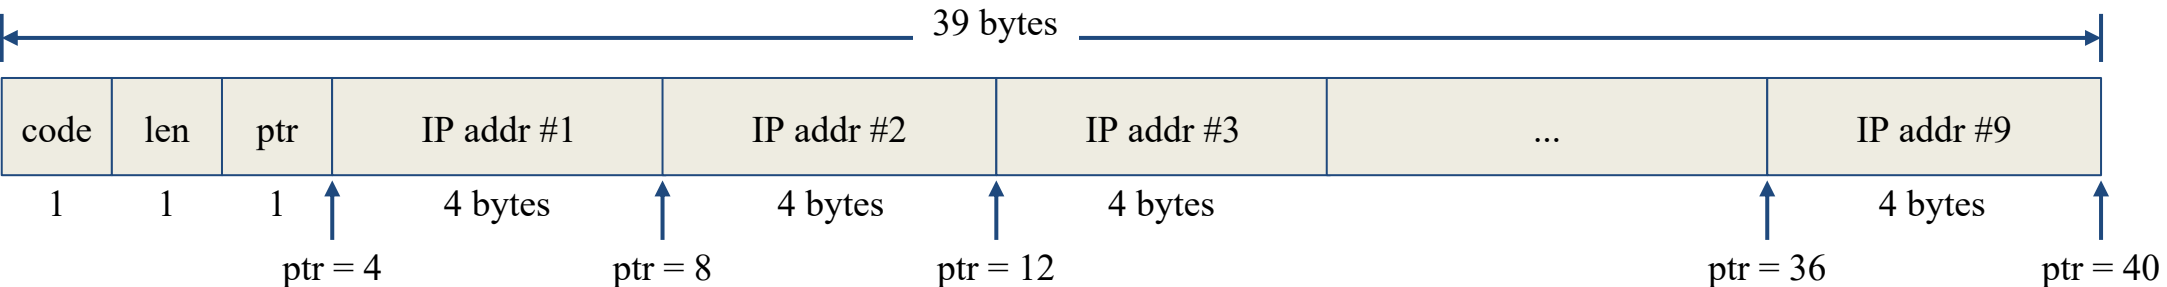 39 bytes
code len ptr IP addr #1 IP addr #2 IP addr #3 ... IP addr #9
1 1 1 4 bytes 4 bytes 4 bytes 4 bytes
ptr = 4 ptr = 8 ptr = 12 ptr = 36 ptr = 40